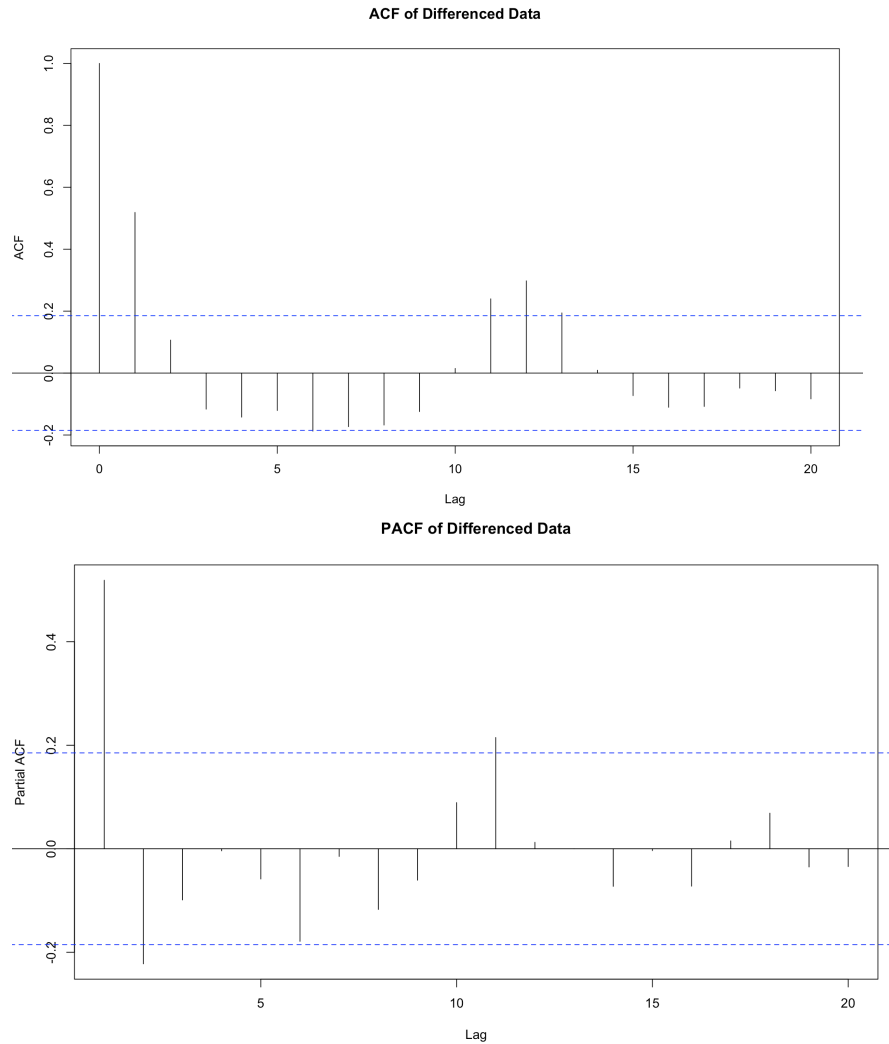 ACF of Differenced Data
1.0
0.8
0.6
ACF
0.4
0.2
0.0
-0.2
0 5 10 15 20
Lag
PACF of Differenced Data
0.4
Partial ACF
0.2
0.0
-0.2
5 10 15 20
Lag